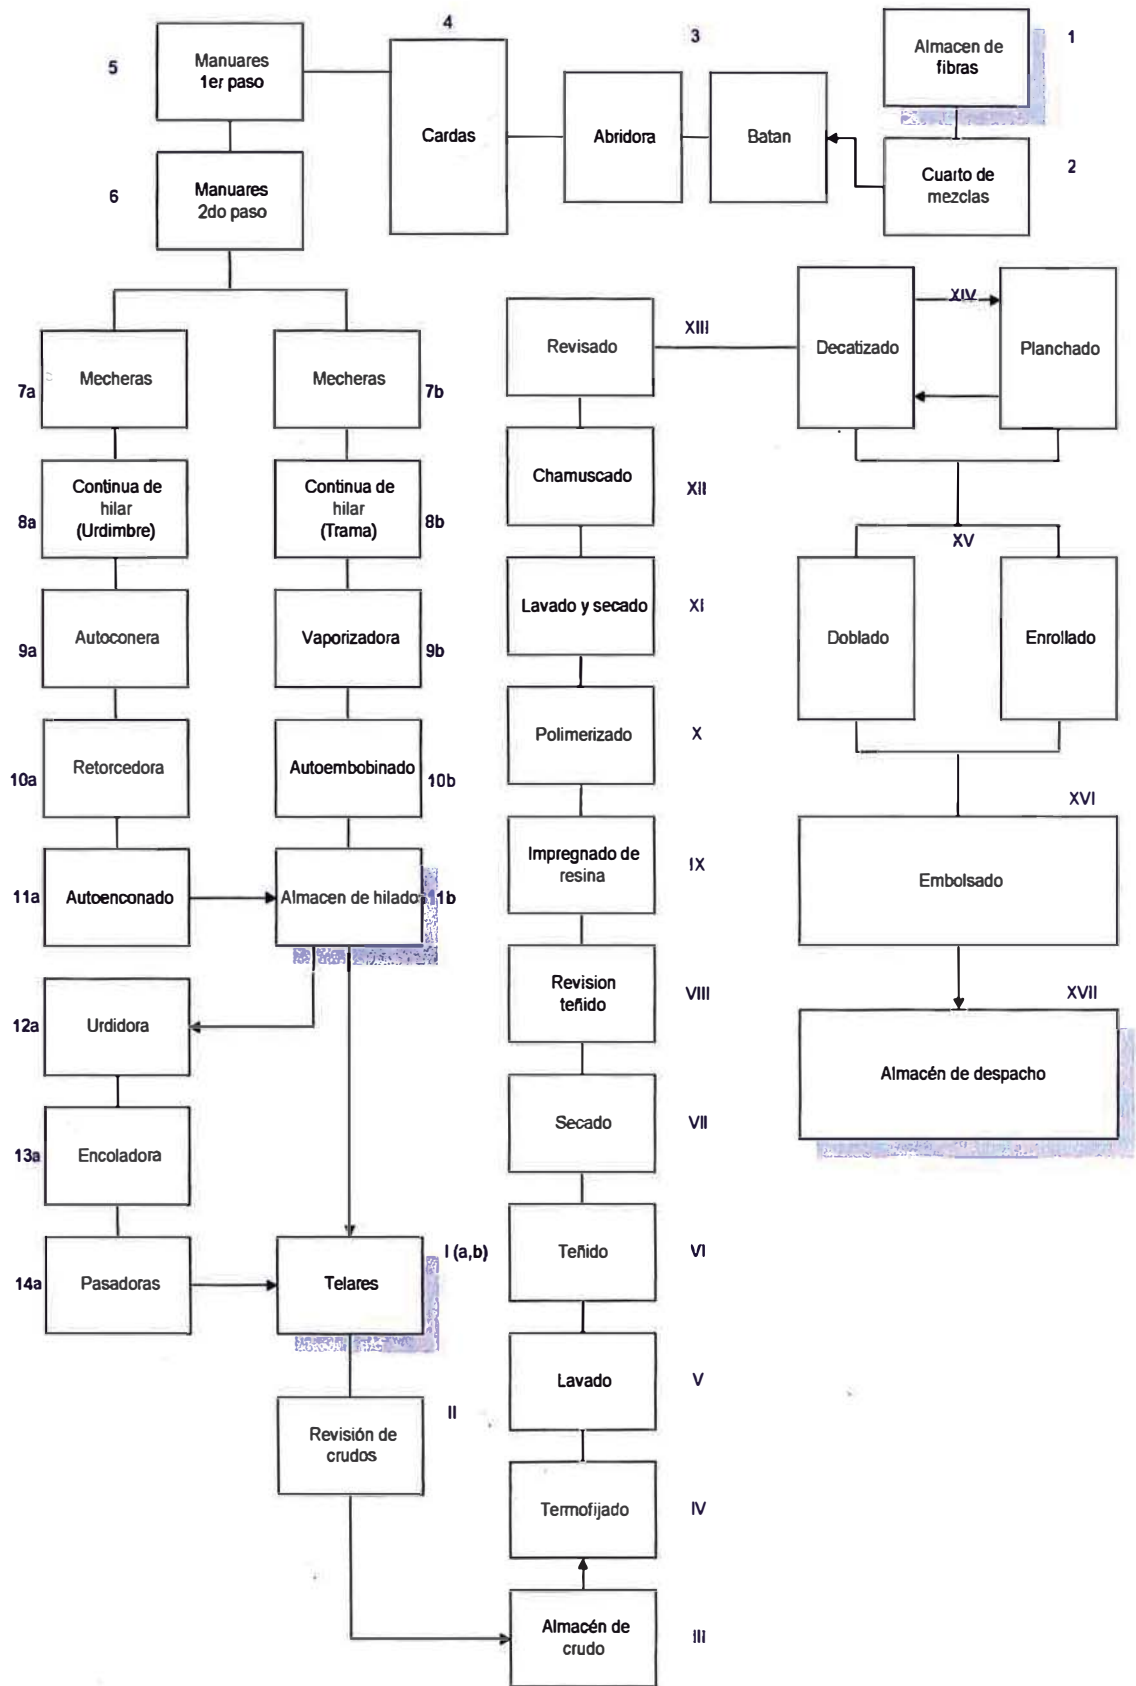 1
Almacen de
fibras
2
Cuarto de
mezclas
3
Batan
Abridora
4
Cardas
5
Manuares
1er paso
6
Manuares
2do paso
7a
Mecheras
Mecheras
7b
8a
Continua de
hilar
(Urdimbre)
Continua de
hilar
(Trama)
8b
9a
Autoconera
Vaporizadora
9b
10a
Retorcedora
Autoembobinado
10b
11a
Autoenconado
Almacen de hilados
11b
12a
Urdidora
13a
Encoladora
14a
Pasadoras
Telares
I (a,b)
Revisión de
crudos
II
Almacén de
crudo
III
Termofijado
IV
Lavado
V
Teñido
VI
Secado
VII
Revision
teñido
VIII
Impregnado de
resina
IX
Polimerizado
X
Lavado y secado
XI
Chamuscado
XII
Revisado
XIII
Decatizado
XIV
Planchado
XV
Doblado
Enrollado
XVI
Embolsado
XVII
Almacén de despacho